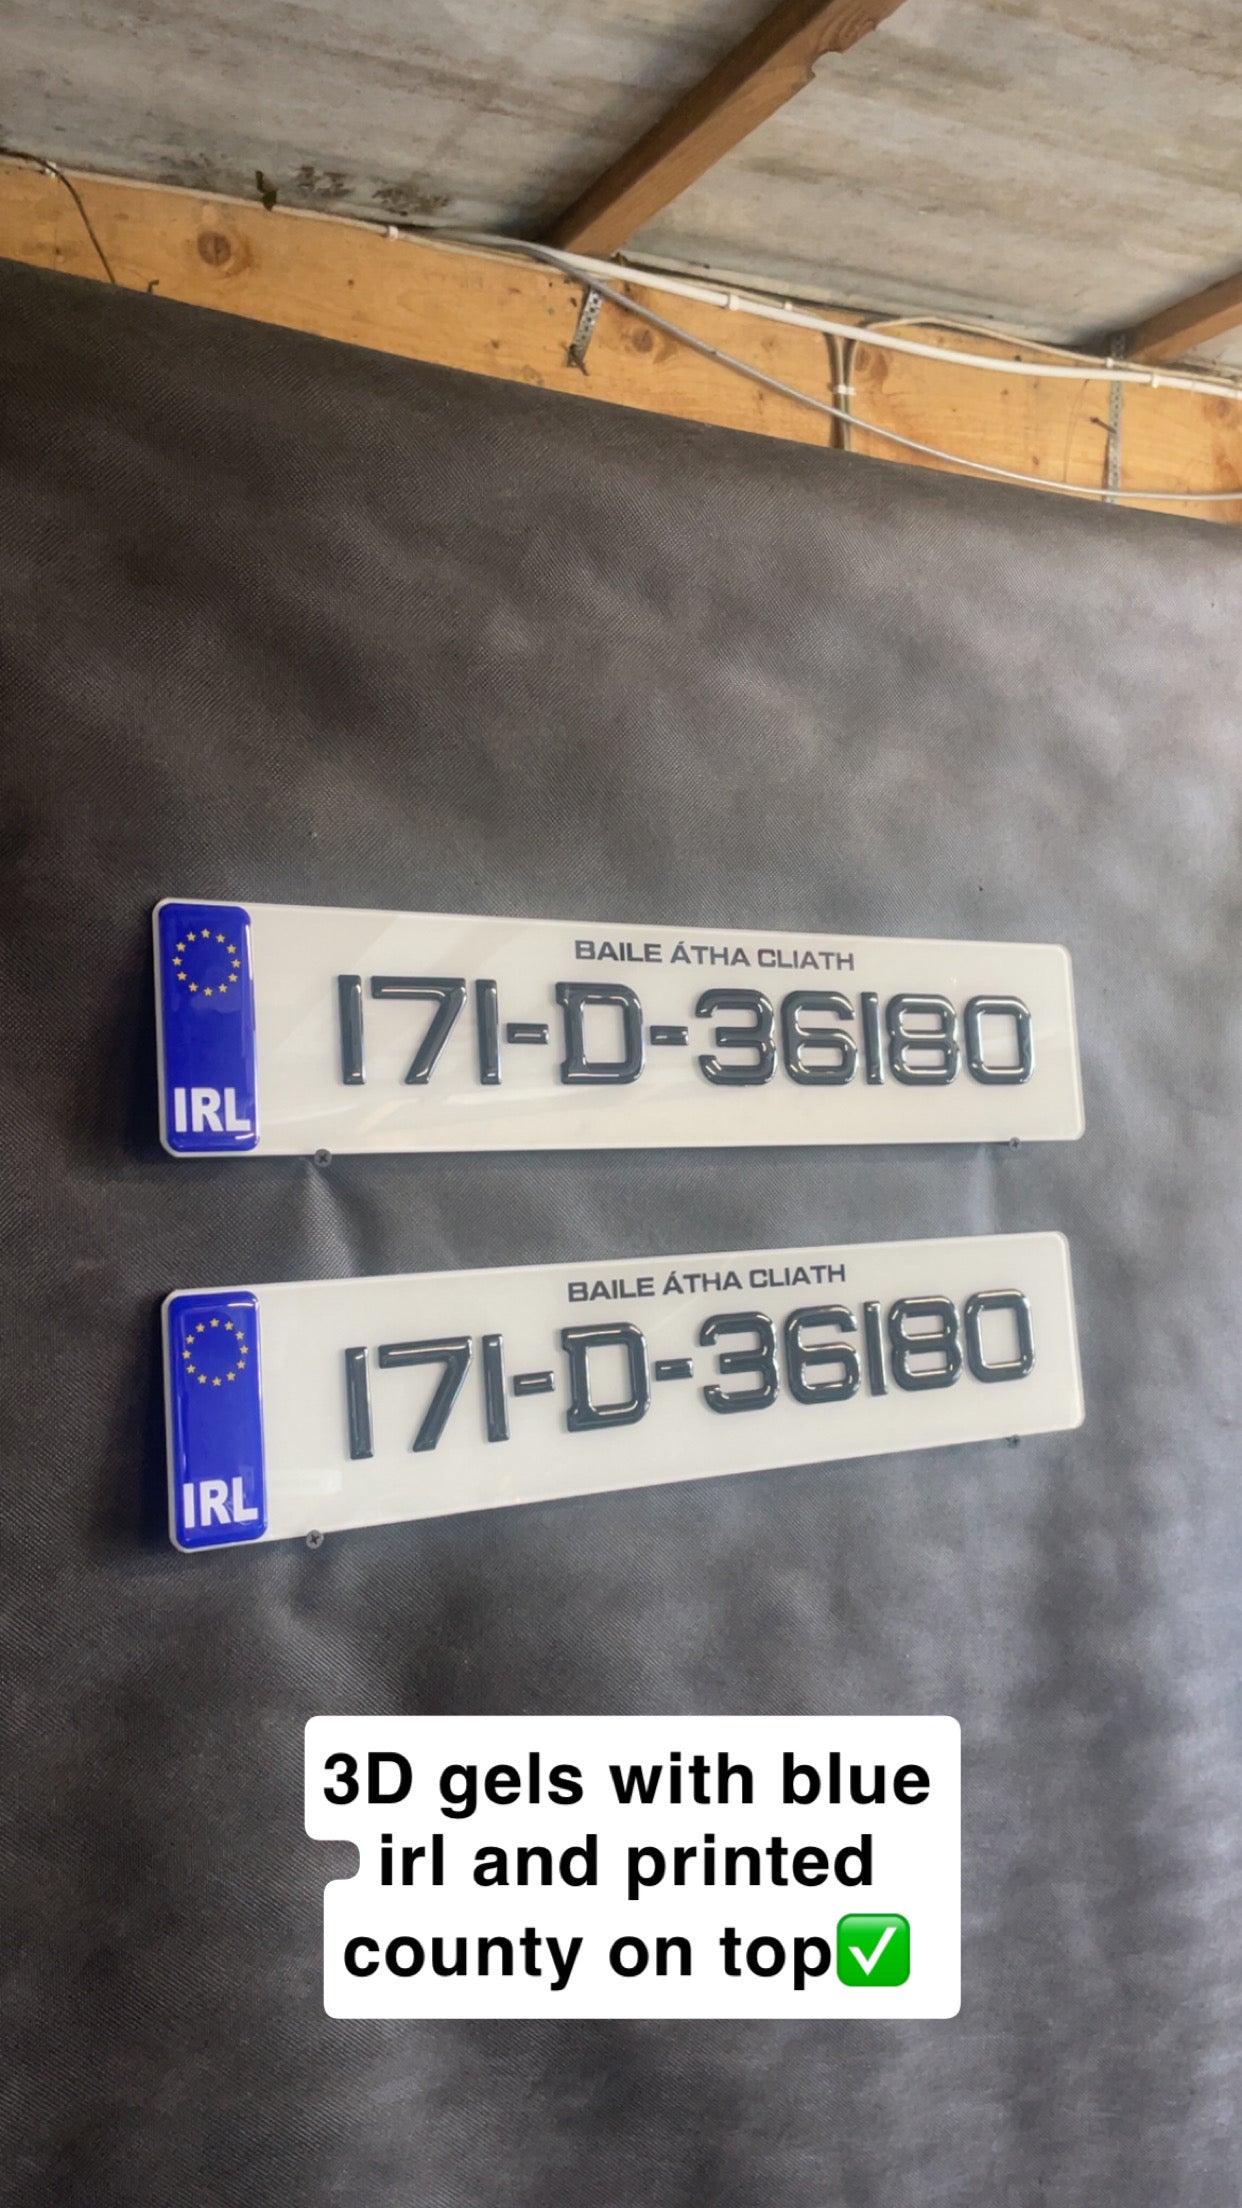 BAILE ÁTHA CLIATH
171-D-36180
IRL
BAILE ÁTHA CLIATH
171-D-36180
IRL
3D gels with blue
irl and printed
county on top✅